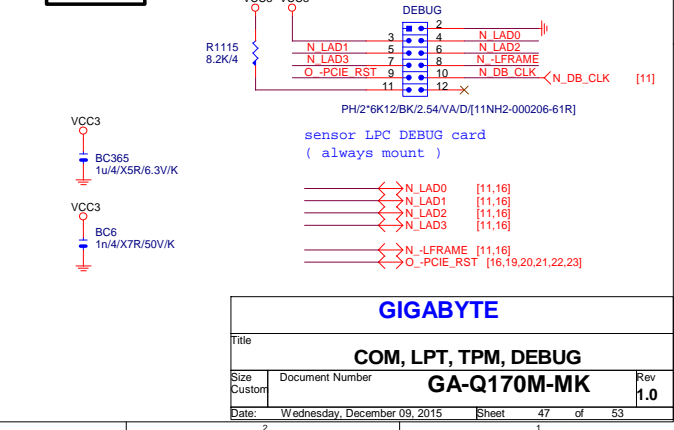 DEBUG
2
3 4 N_LAD0
R1115 N_LAD1 5 6 N_LAD2
8.2K/4 N_LAD3 7 8 N_-LFRAME
O_-PCIE_RST 9 10 N_DB_CLK N_DB_CLK [11]
11 12
PH/2*6K12/BK/2.54/VA/D/[11NH2-000206-61R]
sensor LPC DEBUG card
( always mount )
VCC3
BC365
1u/4/X5R/6.3V/K
VCC3
BC6
1n/4/X7R/50V/K
N_LAD0 [11,16]
N_LAD1 [11,16]
N_LAD2 [11,16]
N_LAD3 [11,16]
N_-LFRAME [11,16]
O_-PCIE_RST [16,19,20,21,22,23]
GIGABYTE
Title
COM, LPT, TPM, DEBUG
Size Document Number Rev
Custom GA-Q170M-MK 1.0
Date: Wednesday, December 09, 2015 Sheet 47 of 53
2 1